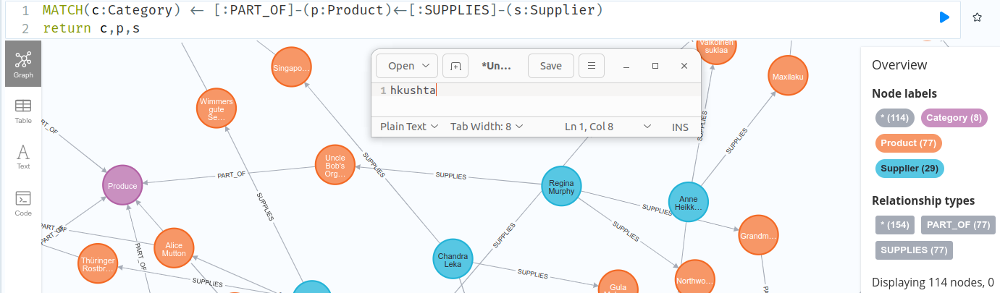 1 MATCH(c:Category) <- [:PART_OF]-(p:Product)<-[:SUPPLIES]-(s:Supplier)
2 return c,p,s
Graph
Table
Text
Code
Open
*Un...
Save
1 hkushta
Plain Text
Tab Width: 8
Ln 1, Col 8
INS
Singapo...
Wimmers gute Se...
Valkoinen suklaa
Maxilaku
PART_OF
Uncle Bob's Org...
SUPPLIES
SUPPLIES
SUPPLIES
PART_OF
SUPPLIES
Produce
Regina Murphy
Anne Heikk...
SUPPLIES
SUPPLIES
SUPPLIES
Grandm...
PART_OF
PART_OF
Alice Mutton
SUPPLIES
SUPPLIES
Thüringer Rostbr...
PART_OF
Chandra Leka
SUPPLIES
SUPPLIES
Northwo...
Gula
Overview
Node labels
* (114)
Category (8)
Product (77)
Supplier (29)
Relationship types
* (154)
PART_OF (77)
SUPPLIES (77)
Displaying 114 nodes, 0